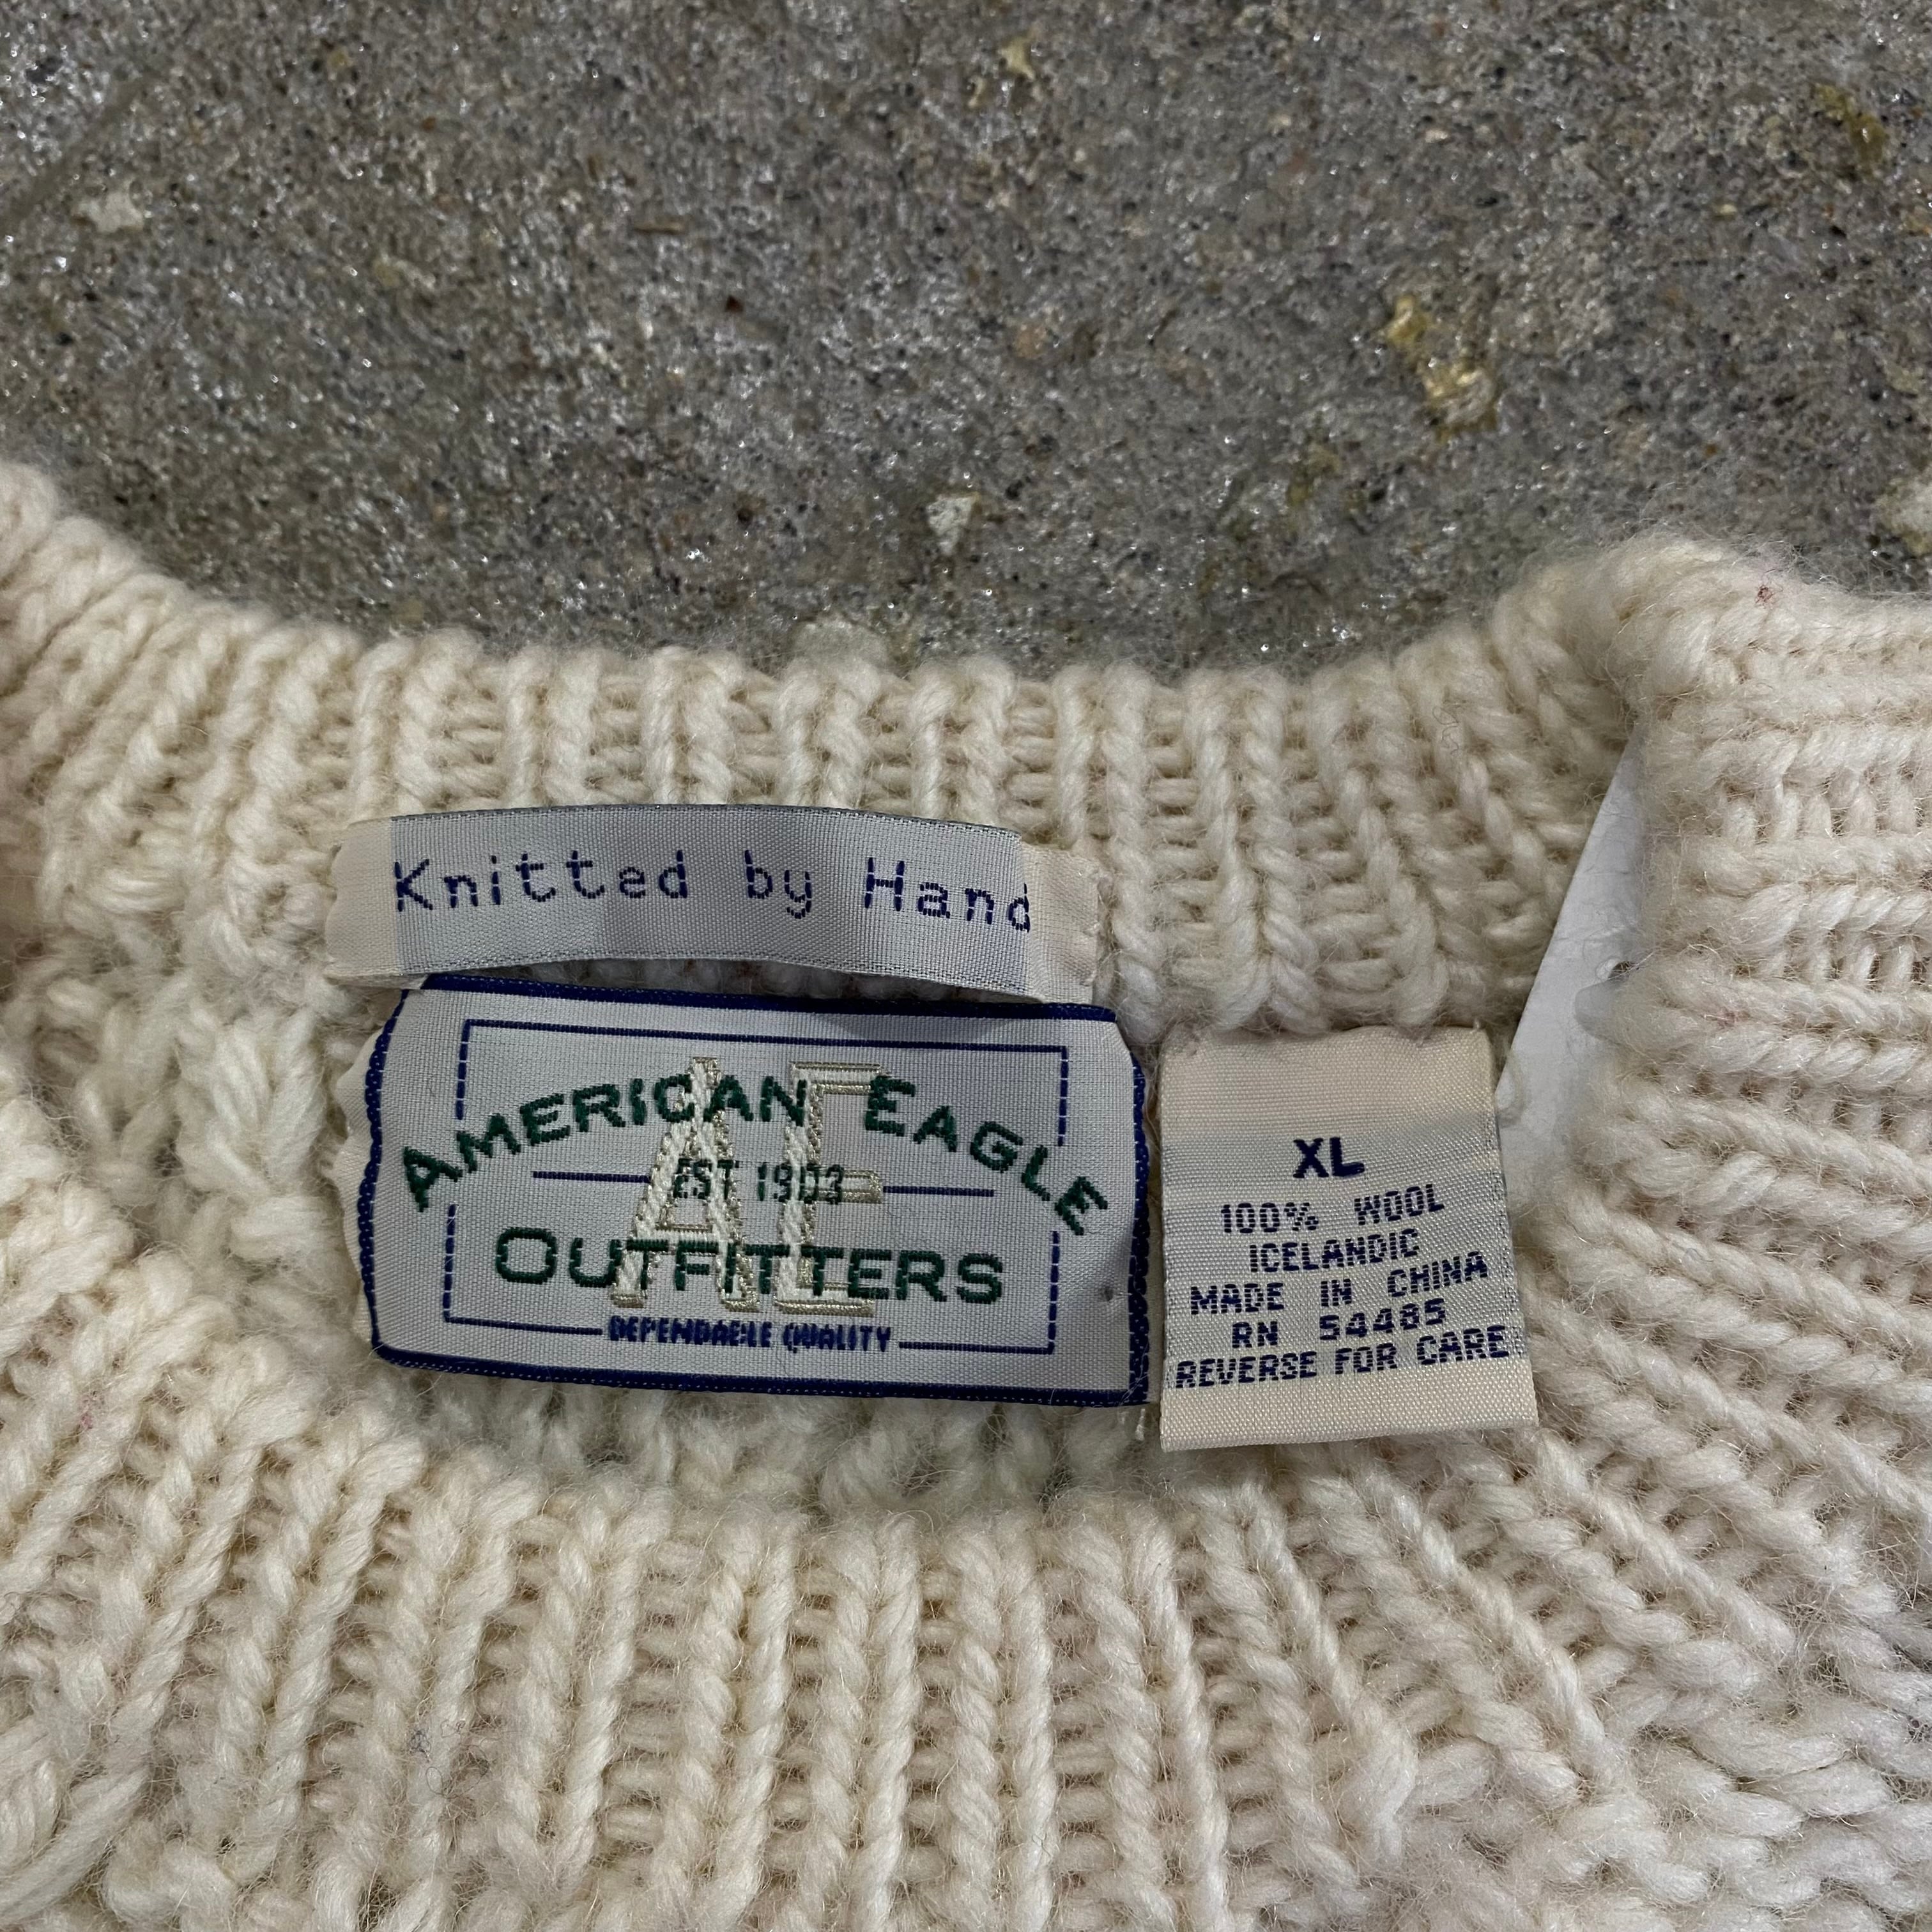 Knitted by Hand
AMERICAN EAGLE
AE
EST 1903
OUTFITTERS
DEPENDABLE QUALITY
XL
100% WOOL
ICELANDIC
MADE IN CHINA
RN 54485
REVERSE FOR CARE